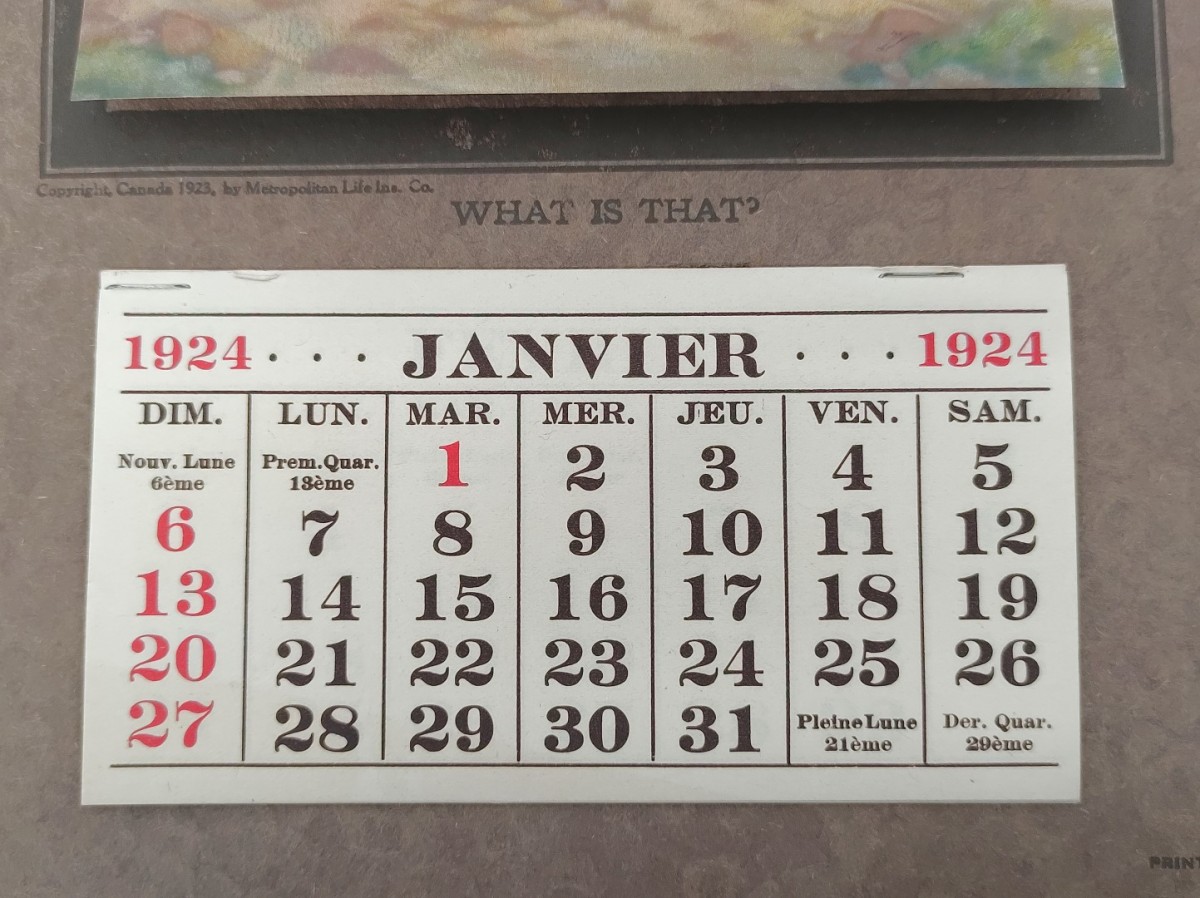 Copyright, Canada 1923, by Metropolitan Life Ins. Co.
WHAT IS THAT?
1924 . . . JANVIER . . . 1924
DIM. LUN. MAR. MER. JEU. VEN. SAM.
Nouv. Lune 6ème Prem. Quar. 13ème 1 2 3 4 5
6 7 8 9 10 11 12
13 14 15 16 17 18 19
20 21 22 23 24 25 26
27 28 29 30 31 Pleine Lune 21ème Der. Quar. 29ème
PRINT